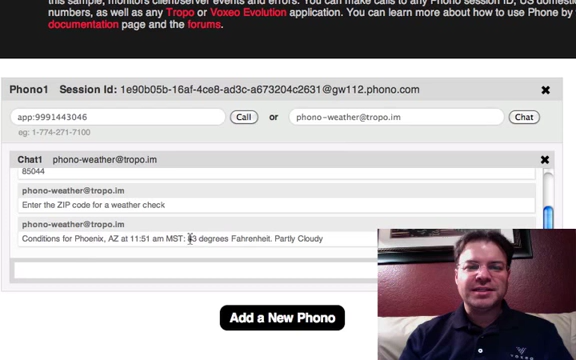 this sample, monitors client/server events and errors. You can make calls to any Phono session ID, US domest
numbers, as well as any Tropo or Voxeo Evolution application. You can learn more about how to use Phone by
documentation page and the forums.
Phono1 Session Id: 1e90b05b-16af-4ce8-ad3c-a673204c2631@gw112.phono.com
app:9991443046 Call or phono-weather@tropo.im Chat
eg: 1-774-271-7100
Chat1 phono-weather@tropo.im
85044
phono-weather@tropo.im
Enter the ZIP code for a weather check
phono-weather@tropo.im
Conditions for Phoenix, AZ at 11:51 am MST: degrees Fahrenheit. Partly Cloudy
Add a New Phono